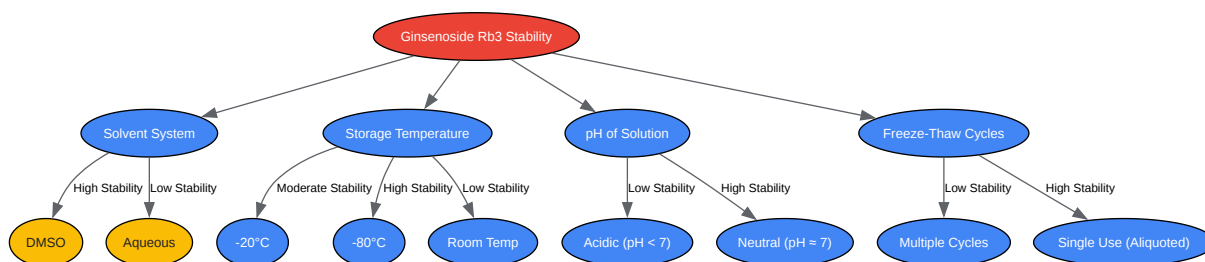 Ginsenoside Rb3 Stability
Solvent System
Storage Temperature
pH of Solution
Freeze-Thaw Cycles
High Stability
Low Stability
Moderate Stability
High Stability
Low Stability
Low Stability
High Stability
Low Stability
High Stability
DMSO
Aqueous
-20°C
-80°C
Room Temp
Acidic (pH < 7)
Neutral (pH ≈ 7)
Multiple Cycles
Single Use (Aliquoted)